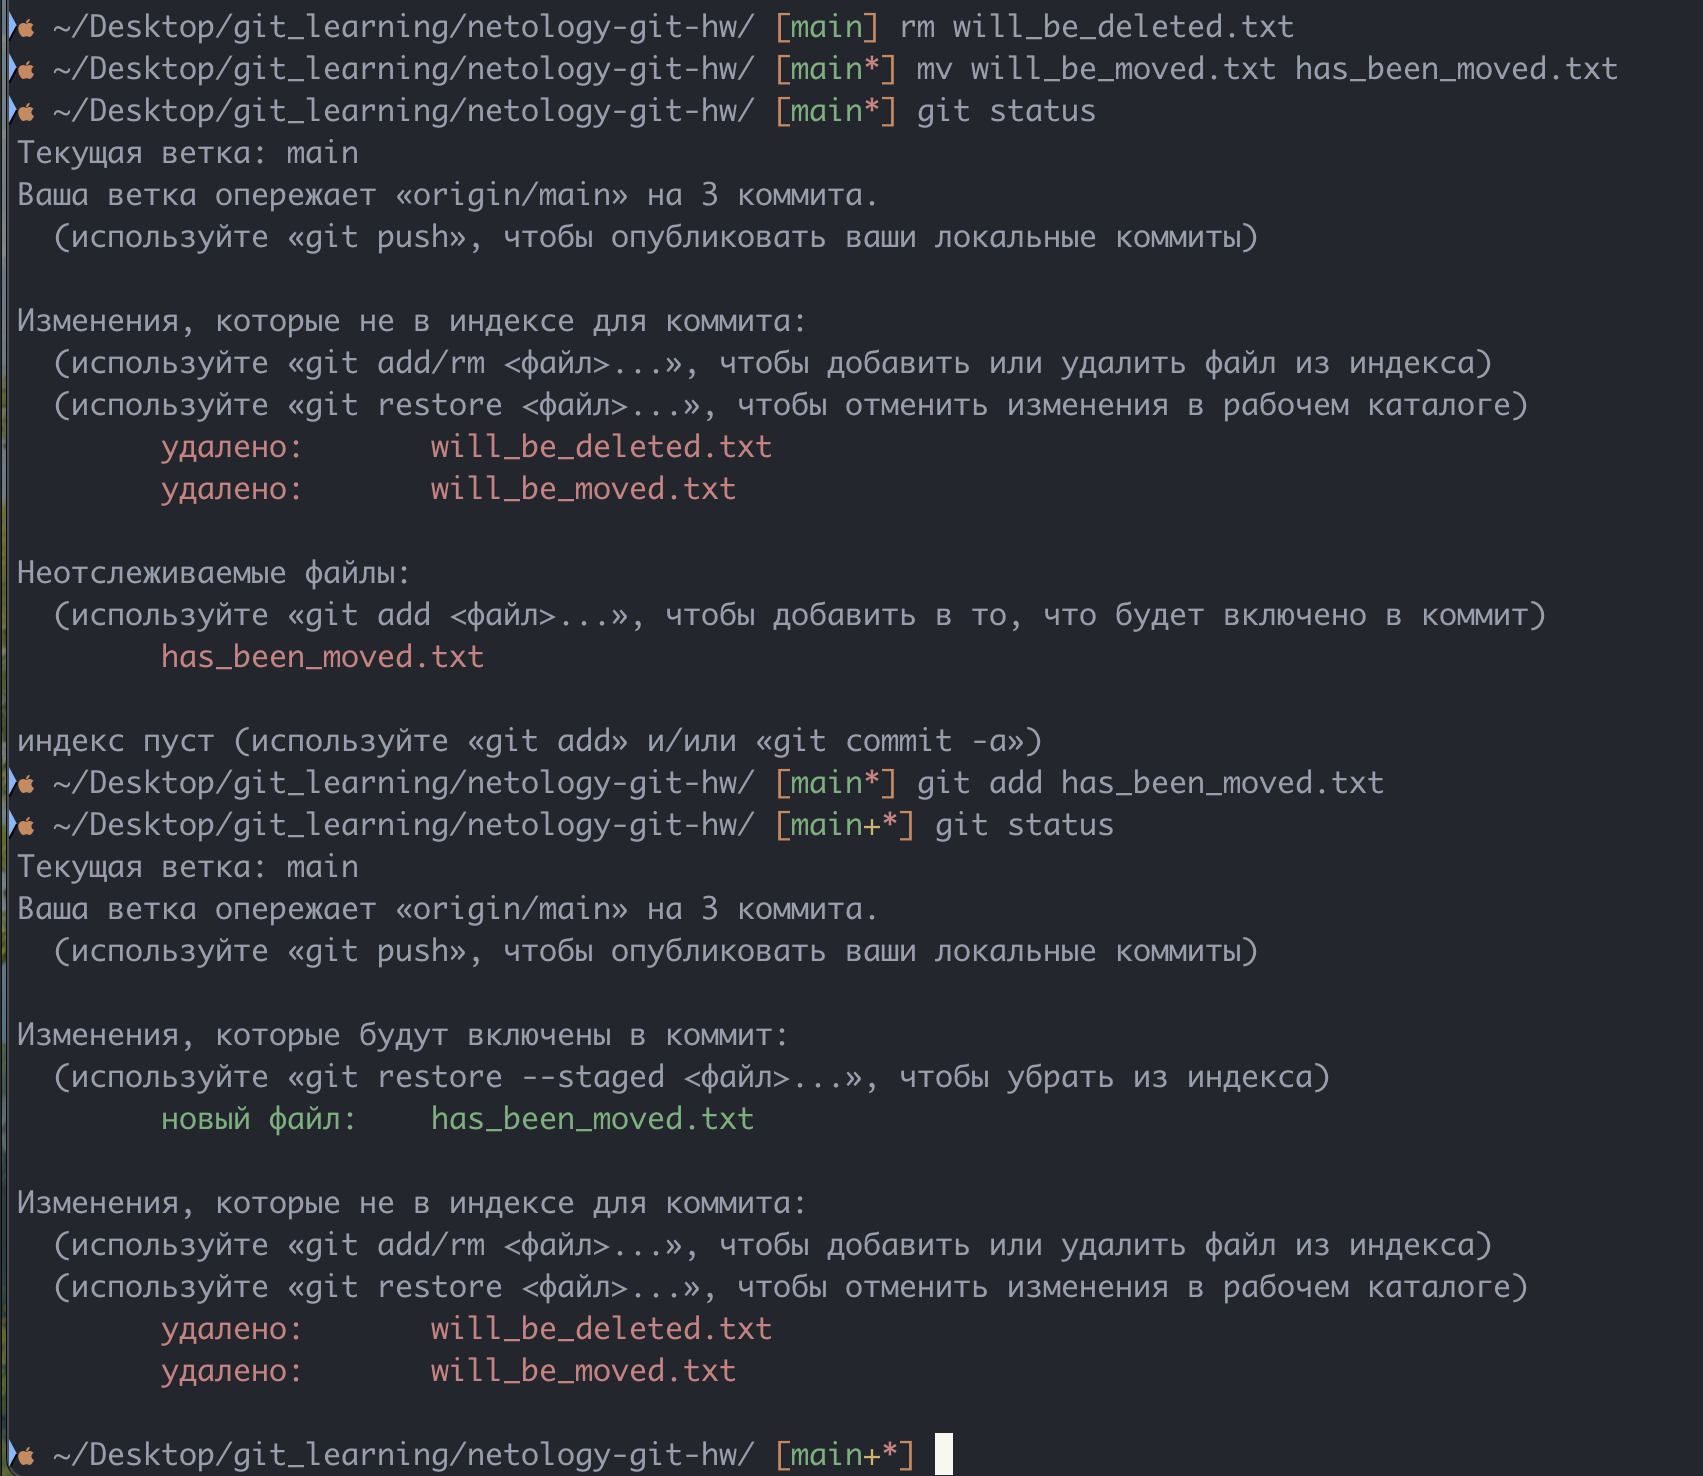 ~/Desktop/git_learning/netology-git-hw/ [main] rm will_be_deleted.txt
~/Desktop/git_learning/netology-git-hw/ [main*] mv will_be_moved.txt has_been_moved.txt
~/Desktop/git_learning/netology-git-hw/ [main*] git status
Текущая ветка: main
Ваша ветка опережает «origin/main» на 3 коммита.
  (используйте «git push», чтобы опубликовать ваши локальные коммиты)
Изменения, которые не в индексе для коммита:
  (используйте «git add/rm <файл>...», чтобы добавить или удалить файл из индекса)
  (используйте «git restore <файл>...», чтобы отменить изменения в рабочем каталоге)
        удалено:       will_be_deleted.txt
        удалено:       will_be_moved.txt
Неотслеживаемые файлы:
  (используйте «git add <файл>...», чтобы добавить в то, что будет включено в коммит)
        has_been_moved.txt
индекс пуст (используйте «git add» и/или «git commit -a»)
~/Desktop/git_learning/netology-git-hw/ [main*] git add has_been_moved.txt
~/Desktop/git_learning/netology-git-hw/ [main+*] git status
Текущая ветка: main
Ваша ветка опережает «origin/main» на 3 коммита.
  (используйте «git push», чтобы опубликовать ваши локальные коммиты)
Изменения, которые будут включены в коммит:
  (используйте «git restore --staged <файл>...», чтобы убрать из индекса)
        новый файл:    has_been_moved.txt
Изменения, которые не в индексе для коммита:
  (используйте «git add/rm <файл>...», чтобы добавить или удалить файл из индекса)
  (используйте «git restore <файл>...», чтобы отменить изменения в рабочем каталоге)
        удалено:       will_be_deleted.txt
        удалено:       will_be_moved.txt
~/Desktop/git_learning/netology-git-hw/ [main+*]